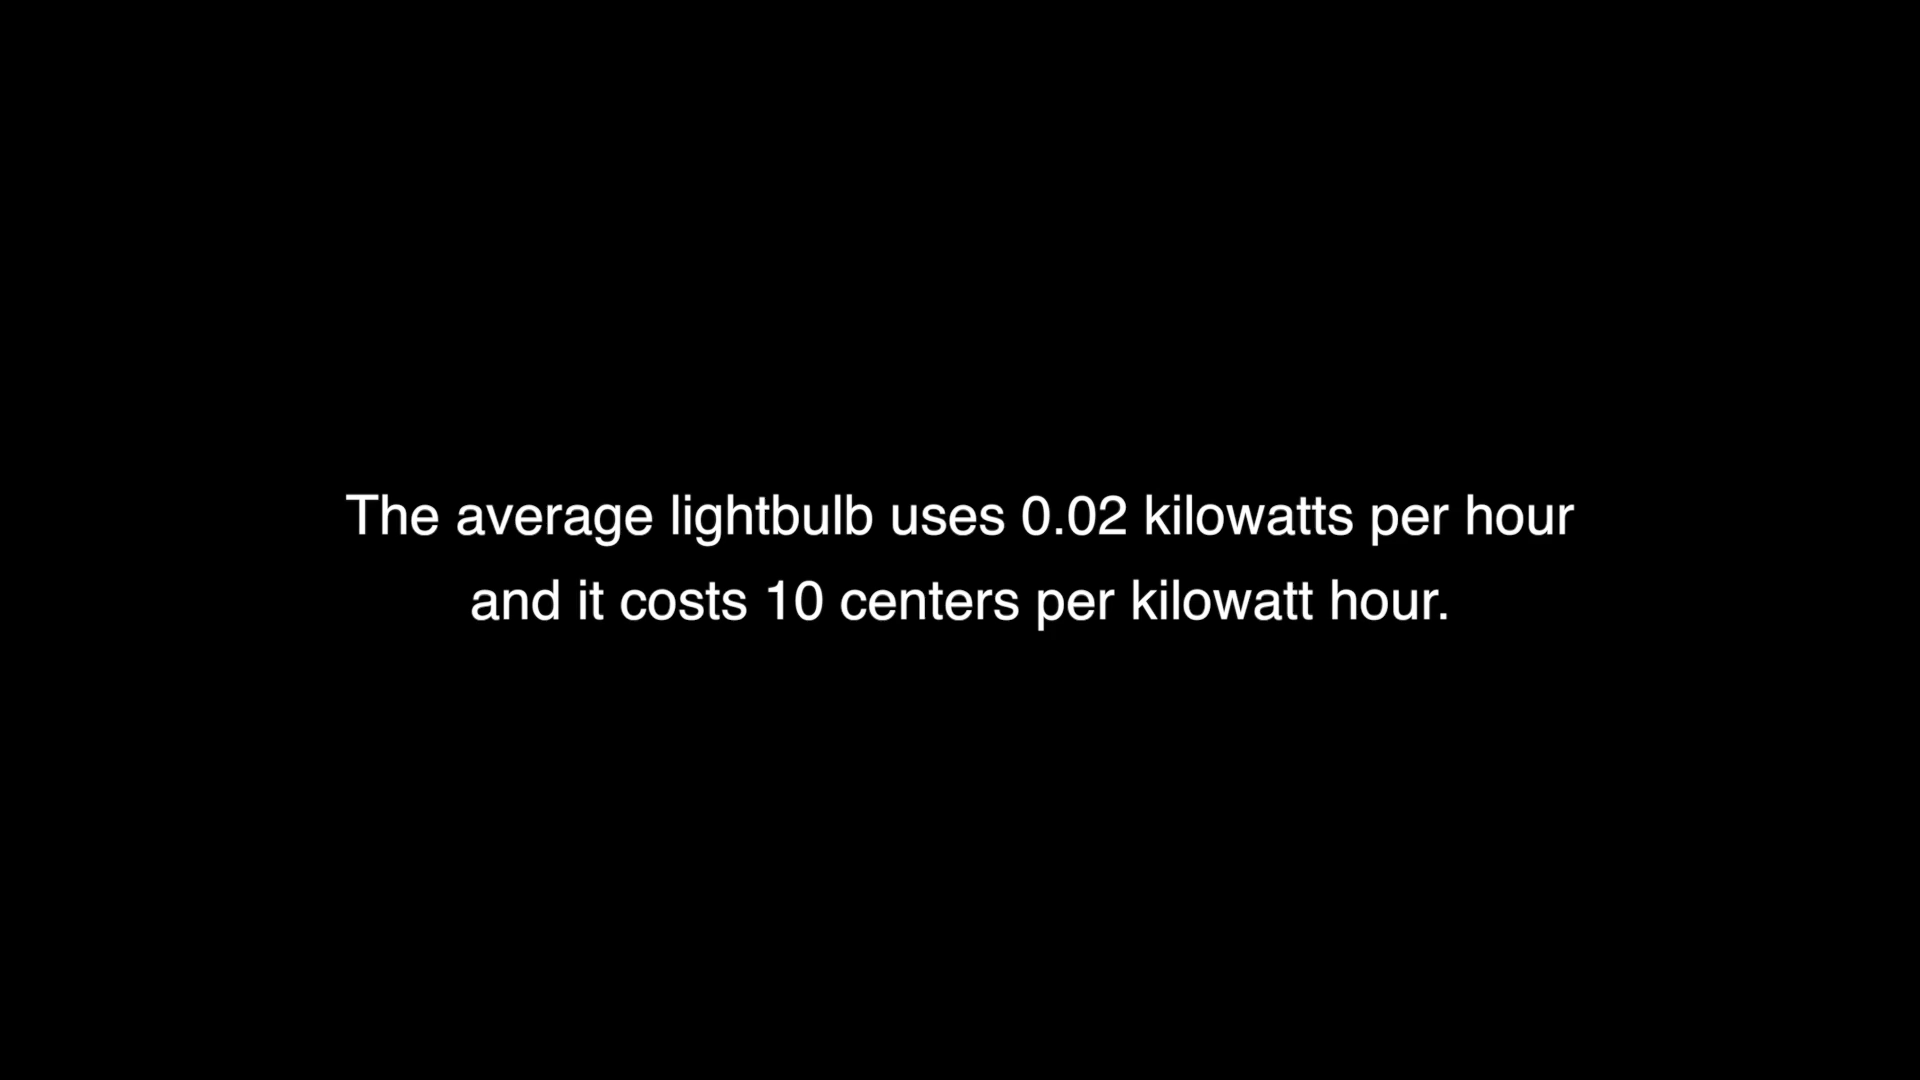 The average lightbulb uses 0.02 kilowatts per hour
and it costs 10 centers per kilowatt hour.